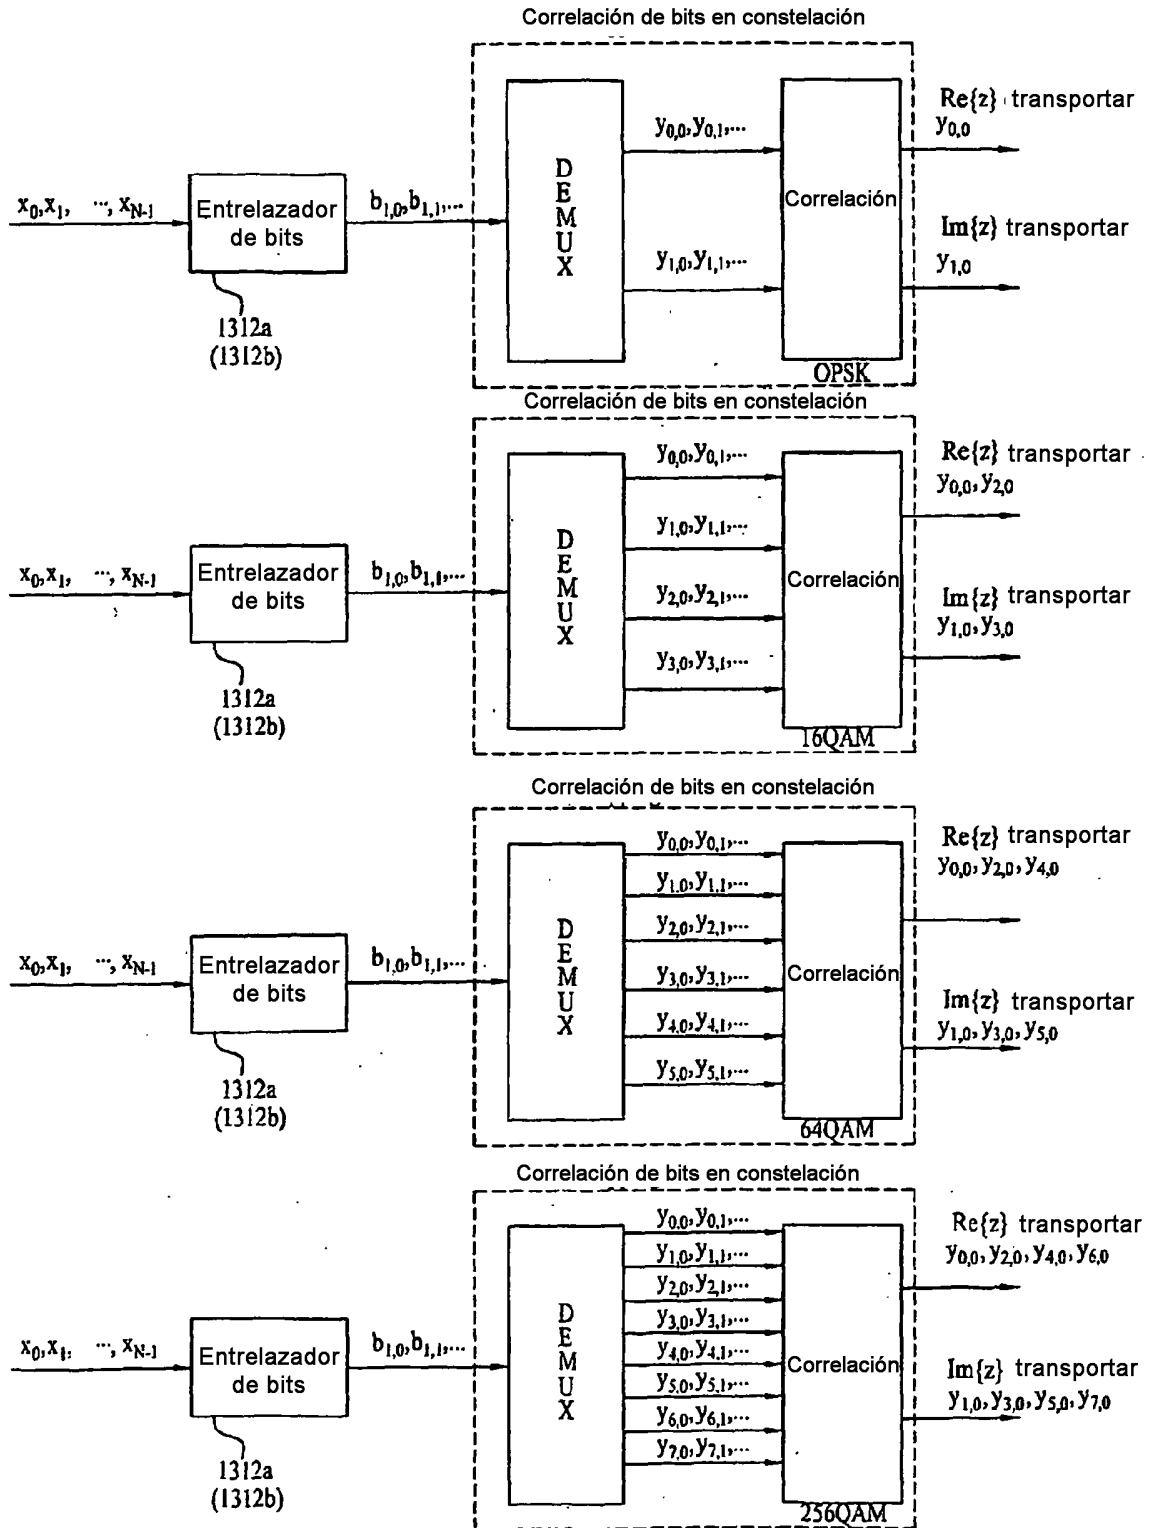 Correlación de bits en constelación
x0,x1, ..., xN-1
Entrelazador
de bits
1312a
(1312b)
b1,0,b1,1,...
DEMUX
y0,0,y0,1,...
y1,0,y1,1,...
Correlación
OPSK
Re{z} transportar
y0,0
Im{z} transportar
y1,0
Correlación de bits en constelación
x0,x1, ..., xN-1
Entrelazador
de bits
1312a
(1312b)
b1,0,b1,1,...
DEMUX
y0,0,y0,1,...
y1,0,y1,1,...
y2,0,y2,1,...
y3,0,y3,1,...
Correlación
16QAM
Re{z} transportar
y0,0,y2,0
Im{z} transportar
y1,0,y3,0
Correlación de bits en constelación
x0,x1, ..., xN-1
Entrelazador
de bits
1312a
(1312b)
b1,0,b1,1,...
DEMUX
y0,0,y0,1,...
y1,0,y1,1,...
y2,0,y2,1,...
y3,0,y3,1,...
y4,0,y4,1,...
y5,0,y5,1,...
Correlación
64QAM
Re{z} transportar
y0,0,y2,0,y4,0
Im{z} transportar
y1,0,y3,0,y5,0
Correlación de bits en constelación
x0,x1, ..., xN-1
Entrelazador
de bits
1312a
(1312b)
b1,0,b1,1,...
DEMUX
y0,0,y0,1,...
y1,0,y1,1,...
y2,0,y2,1,...
y3,0,y3,1,...
y4,0,y4,1,...
y5,0,y5,1,...
y6,0,y6,1,...
y7,0,y7,1,...
Correlación
256QAM
Re{z} transportar
y0,0,y2,0,y4,0,y6,0
Im{z} transportar
y1,0,y3,0,y5,0,y7,0